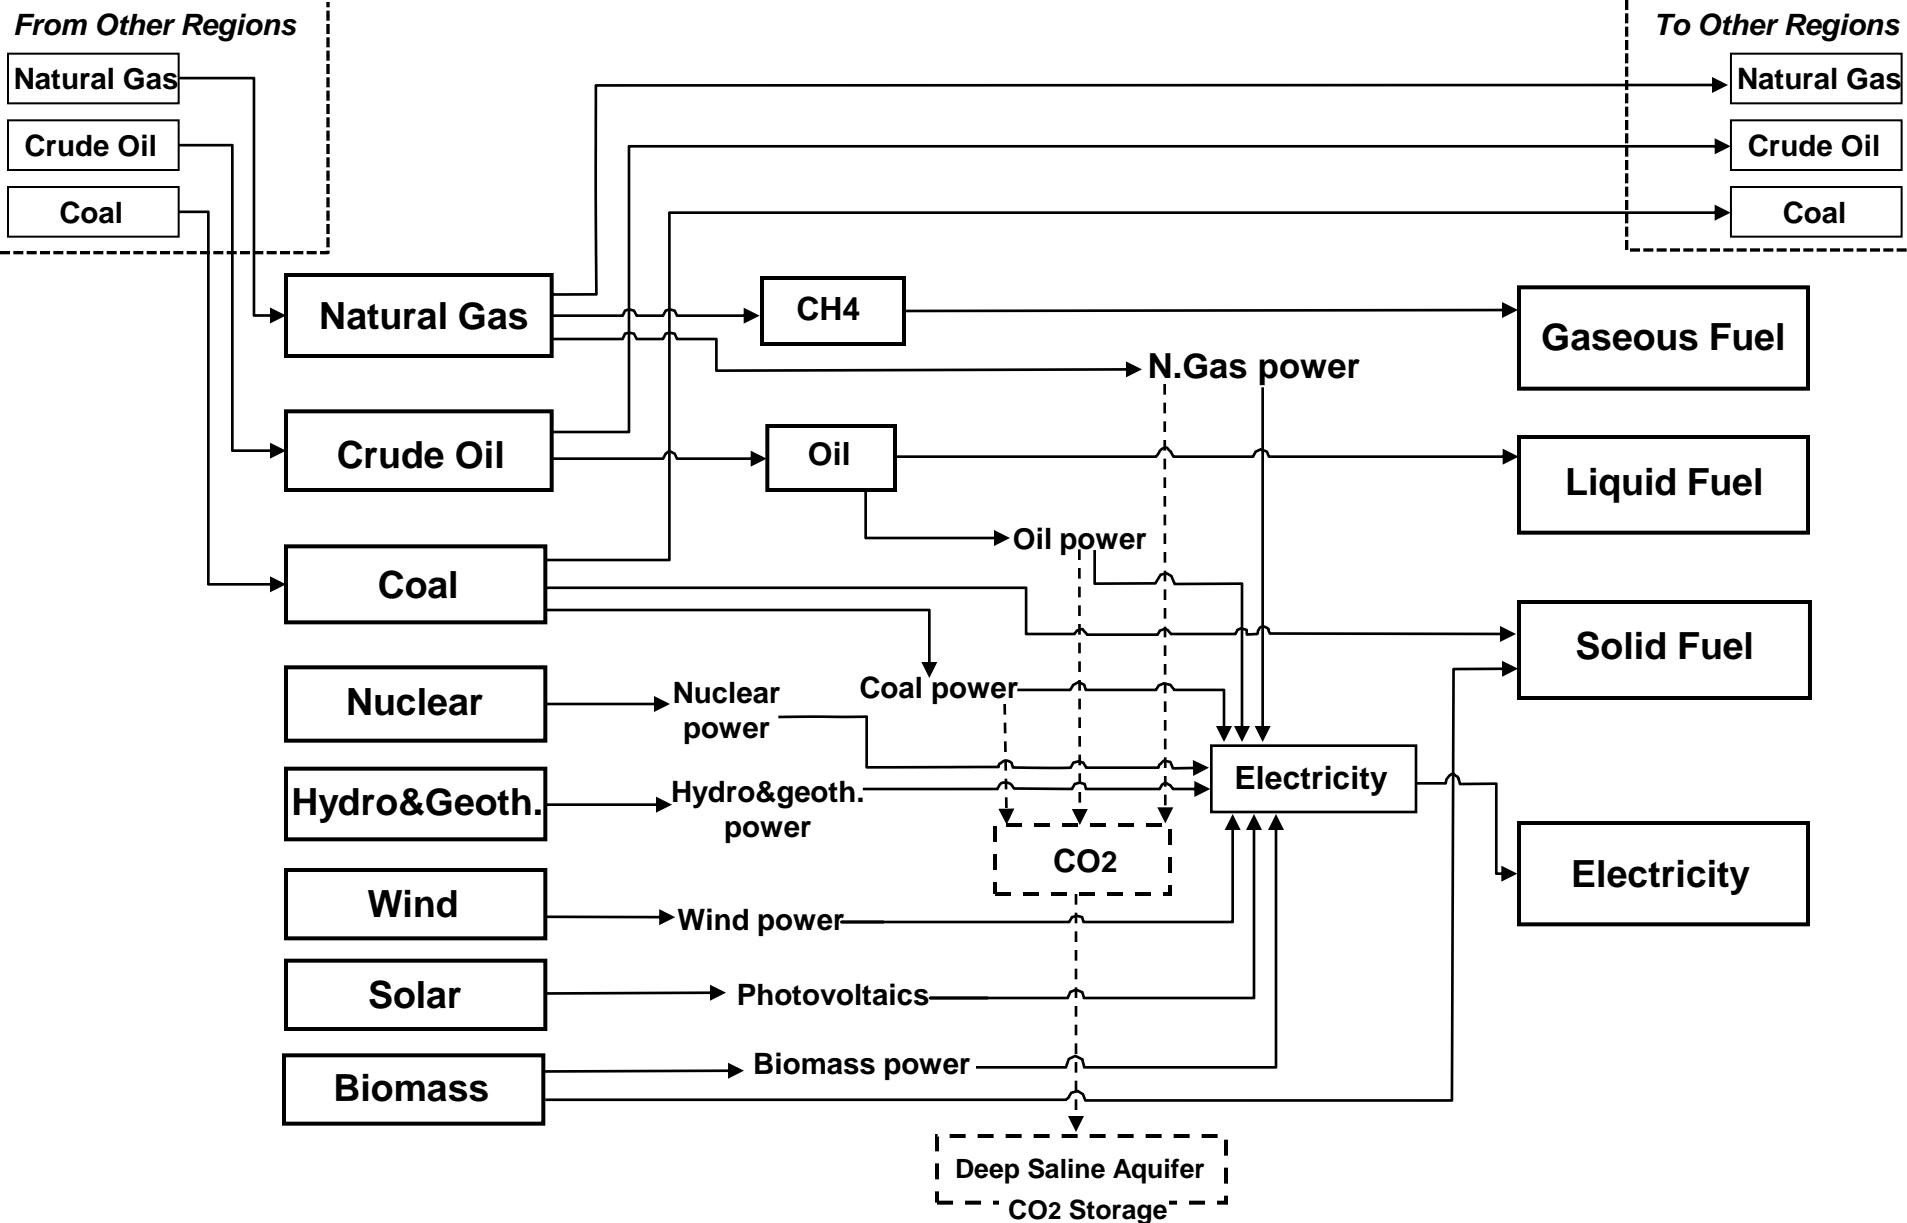 From Other Regions
To Other Regions
Natural Gas
Natural Gas
Crude Oil
Crude Oil
Coal
Coal
Natural Gas
CH4
Gaseous Fuel
N.Gas power
Crude Oil
Oil
Liquid Fuel
Oil power
Coal
Solid Fuel
Nuclear
Nuclear
power
Coal power
Electricity
Hydro&Geoth.
Hydro&geoth.
power
CO2
Electricity
Wind
Wind power
Solar
Photovoltaics
Biomass
Biomass power
Deep Saline Aquifer
CO2 Storage